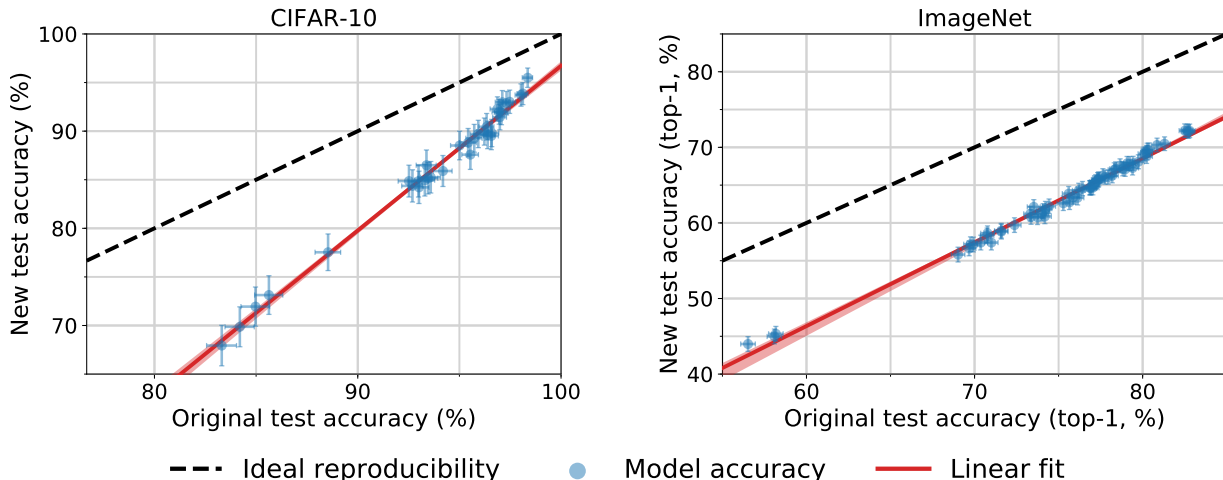 CIFAR-10
New test accuracy (%)
100
90
80
70
80
90
100
Original test accuracy (%)
ImageNet
New test accuracy (top-1, %)
80
70
60
50
40
60
70
80
Original test accuracy (top-1, %)
Ideal reproducibility
Model accuracy
Linear fit